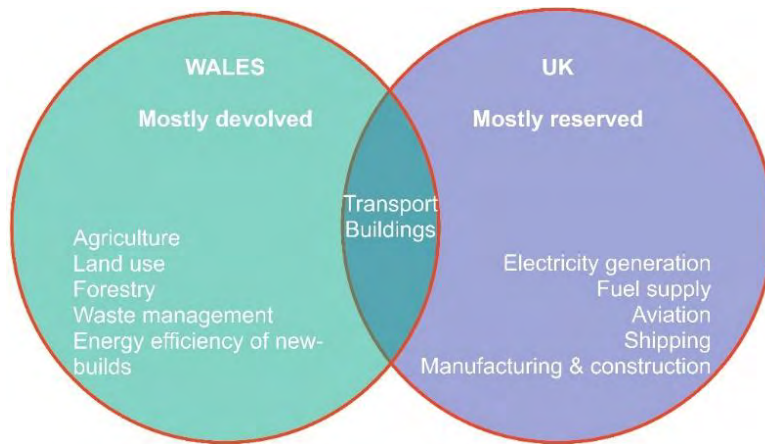 WALES
Mostly devolved
Agriculture
Land use
Forestry
Waste management
Energy efficiency of new-
builds
Transport
Buildings
UK
Mostly reserved
Electricity generation
Fuel supply
Aviation
Shipping
Manufacturing & construction